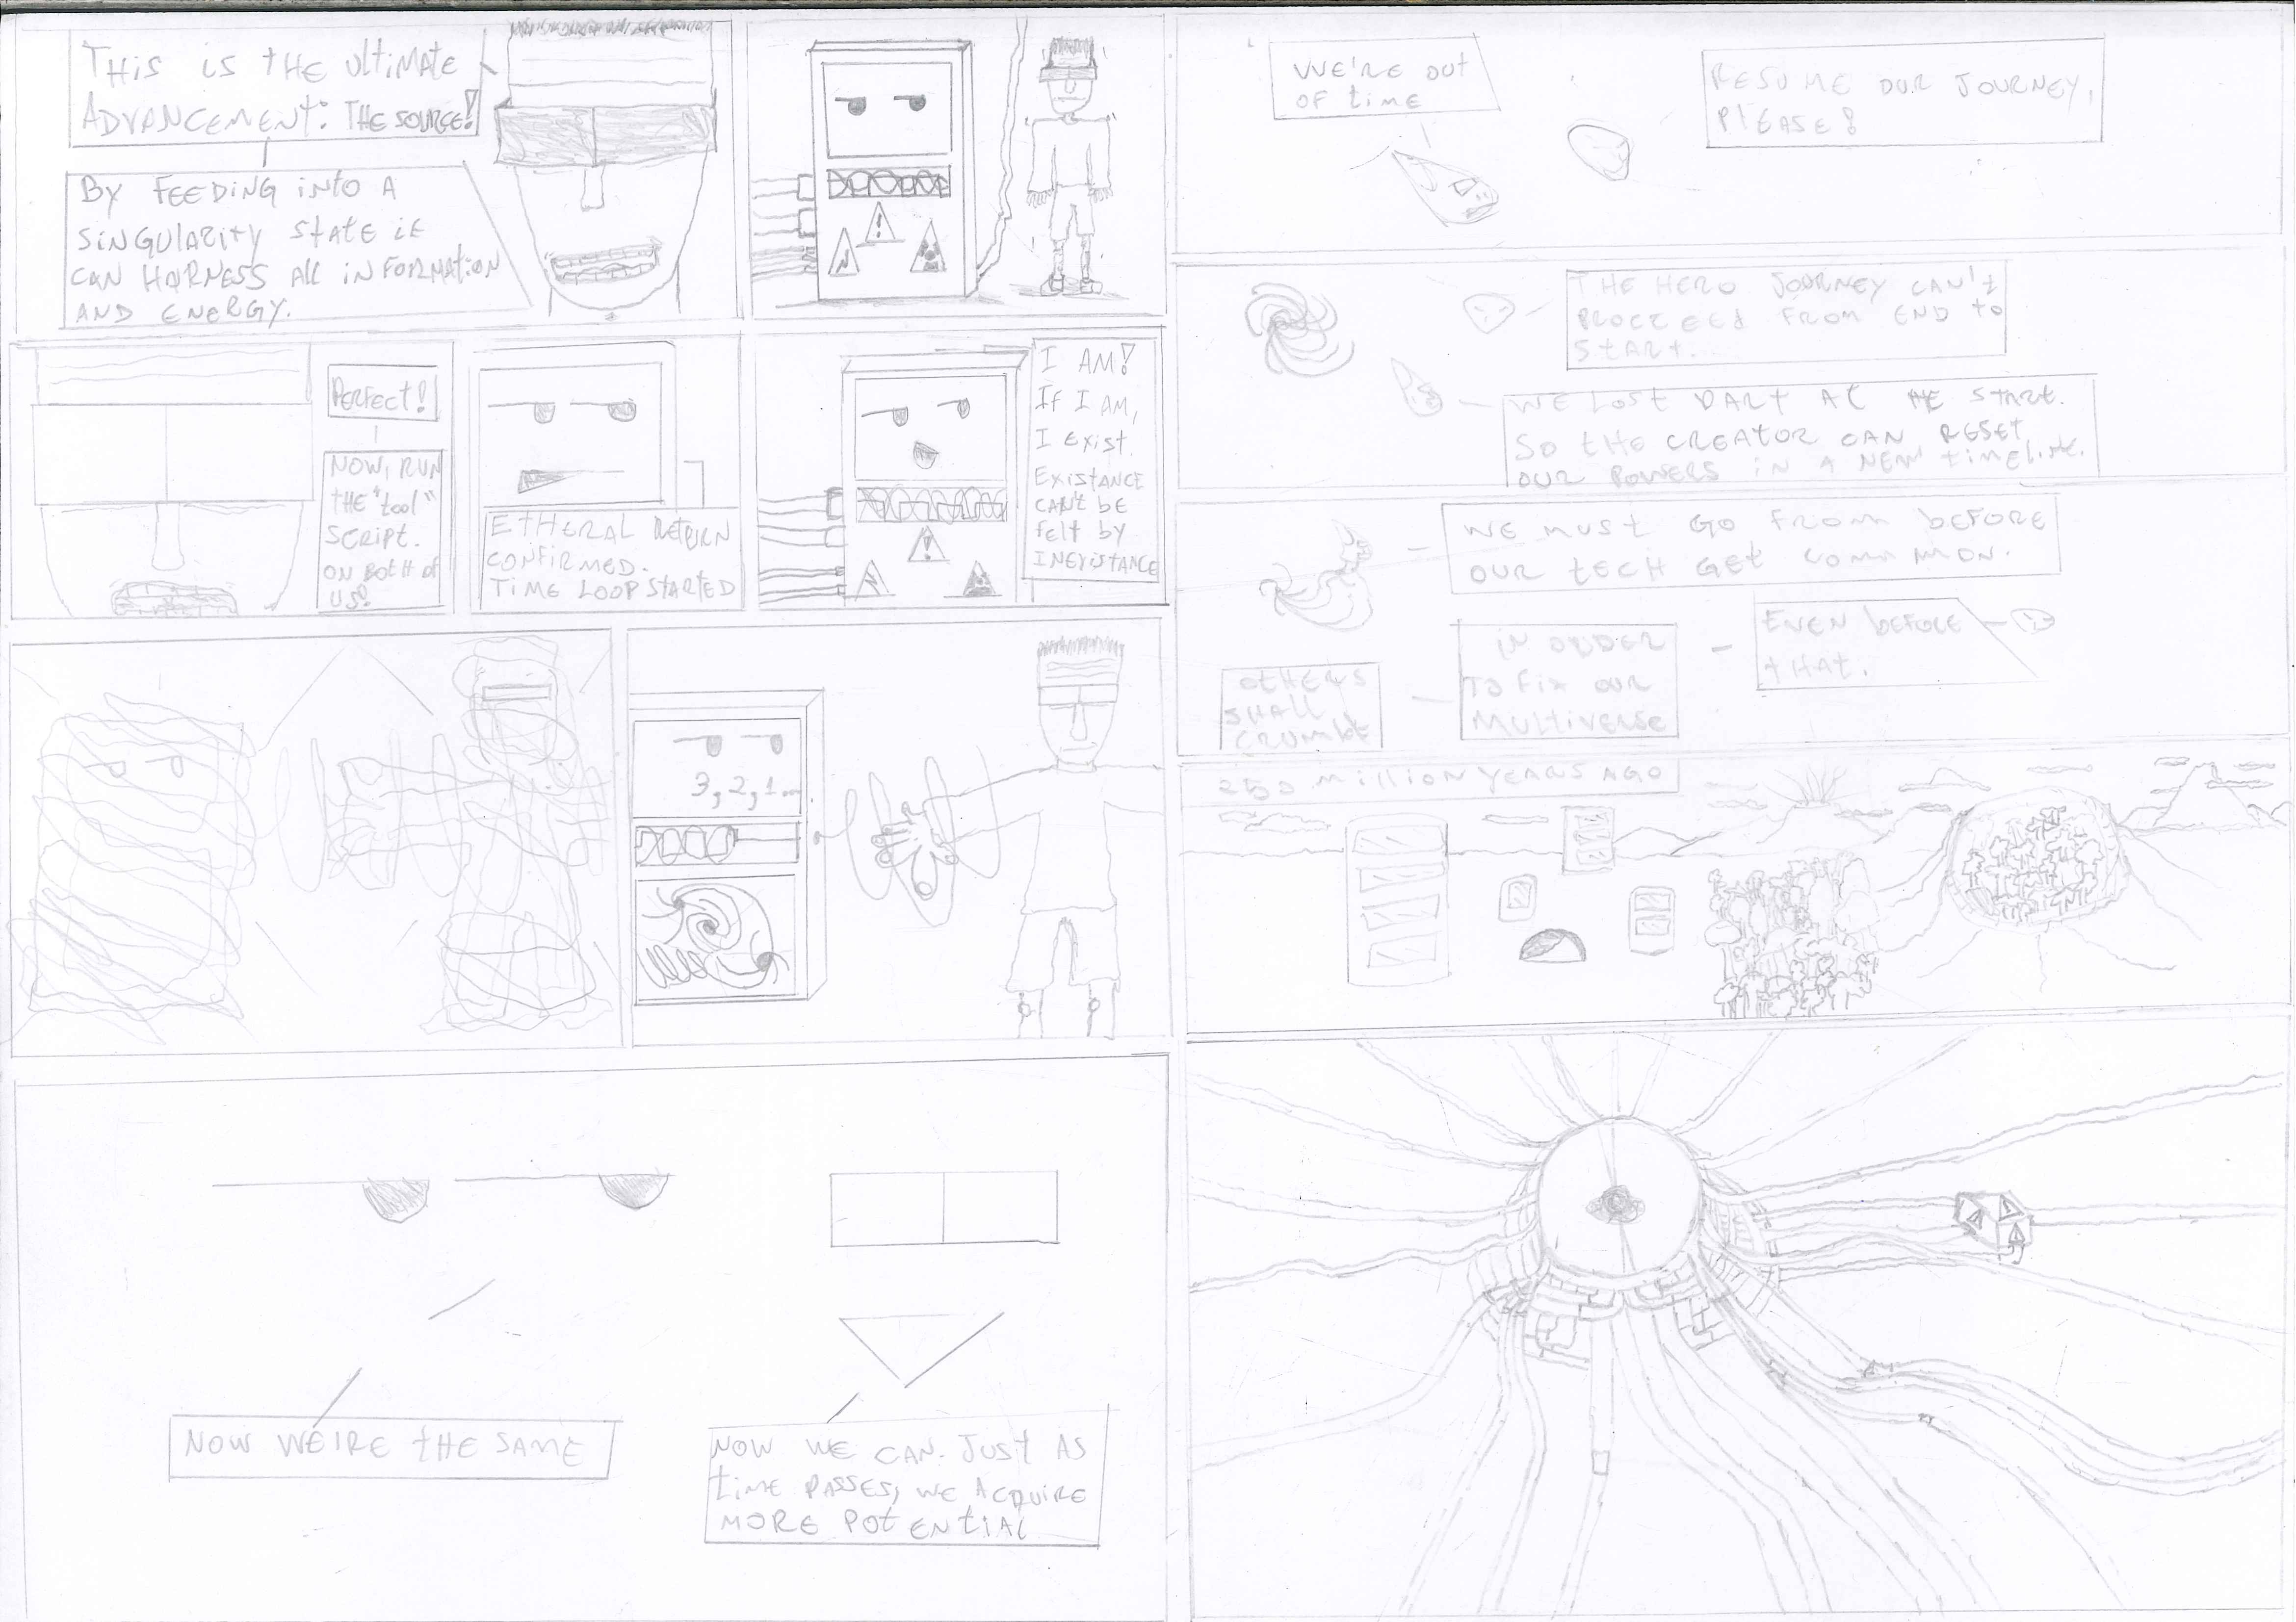 THIS IS THE ULTIMATE
ADVANCEMENT: THE SOURCE!
BY FEEDING INTO A
SINGULARITY STATE IT
CAN HARNESS ALL INFORMATION
AND ENERGY.
PERFECT!
NOW, RUN
THE "tool"
SCRIPT.
ON BOTH OF
US!
ETHERAL RETURN
CONFIRMED.
TIME LOOP STARTED
I AM!
IF I AM,
I EXIST.
EXISTANCE
CAN'T BE
FELT BY
INEXISTANCE
3, 2, 1...
NOW WE'RE THE SAME
NOW WE CAN. JUST AS
TIME PASSES, WE ACQUIRE
MORE POTENTIAL
WE'RE OUT
OF TIME
RESUME OUR JOURNEY,
PLEASE!
THE HERO JOURNEY CAN'T
PROCEED FROM END TO
START.
WE LOST DART AT THE START.
SO THE CREATOR CAN RESET
OUR POWERS IN A NEW TIMELINE.
WE MUST GO FROM BEFORE
OUR TECH GET COMMMON.
EVEN BEFORE
THAT.
IN ORDER
TO FIX OUR
MULTIVERSE
OTHERS
SHALL
CRUMBLE
250 MILLION YEARS AGO